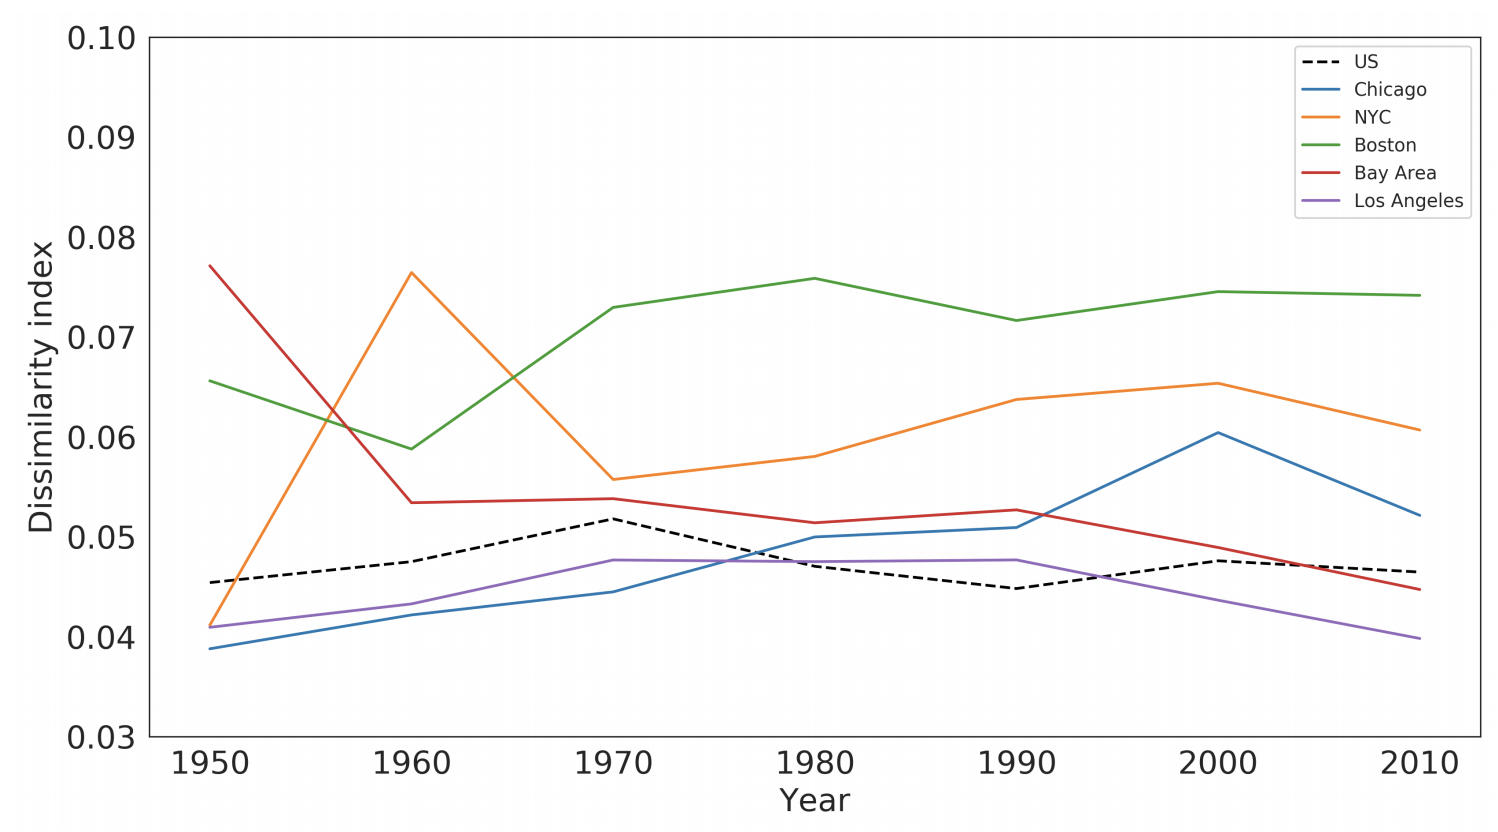 0.10
0.09
0.08
0.07
0.06
0.05
0.04
0.03
Dissimilarity index
1950 1960 1970 1980 1990 2000 2010
Year
US
Chicago
NYC
Boston
Bay Area
Los Angeles